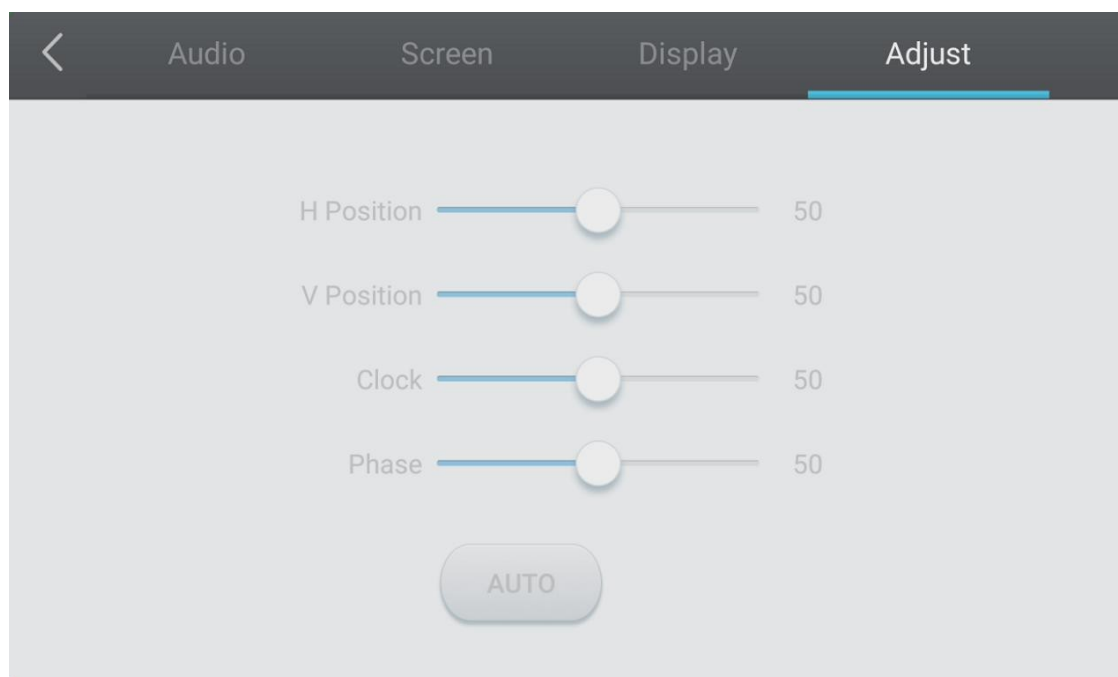 Audio Screen Display Adjust
H Position 50
V Position 50
Clock 50
Phase 50
AUTO